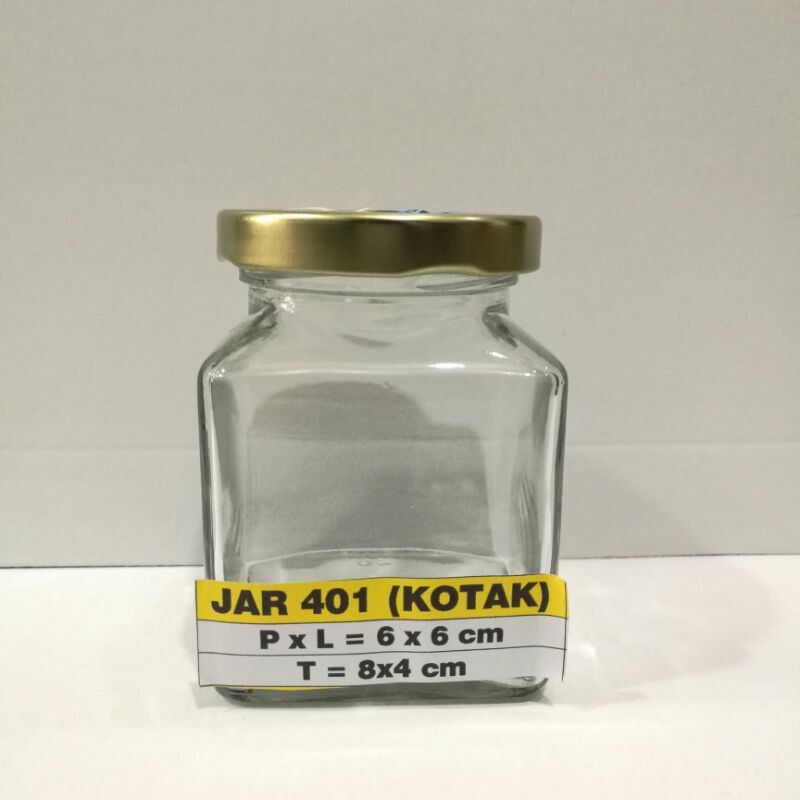 JAR 401 (KOTAK)
P x L = 6 x 6 cm
T = 8x4 cm